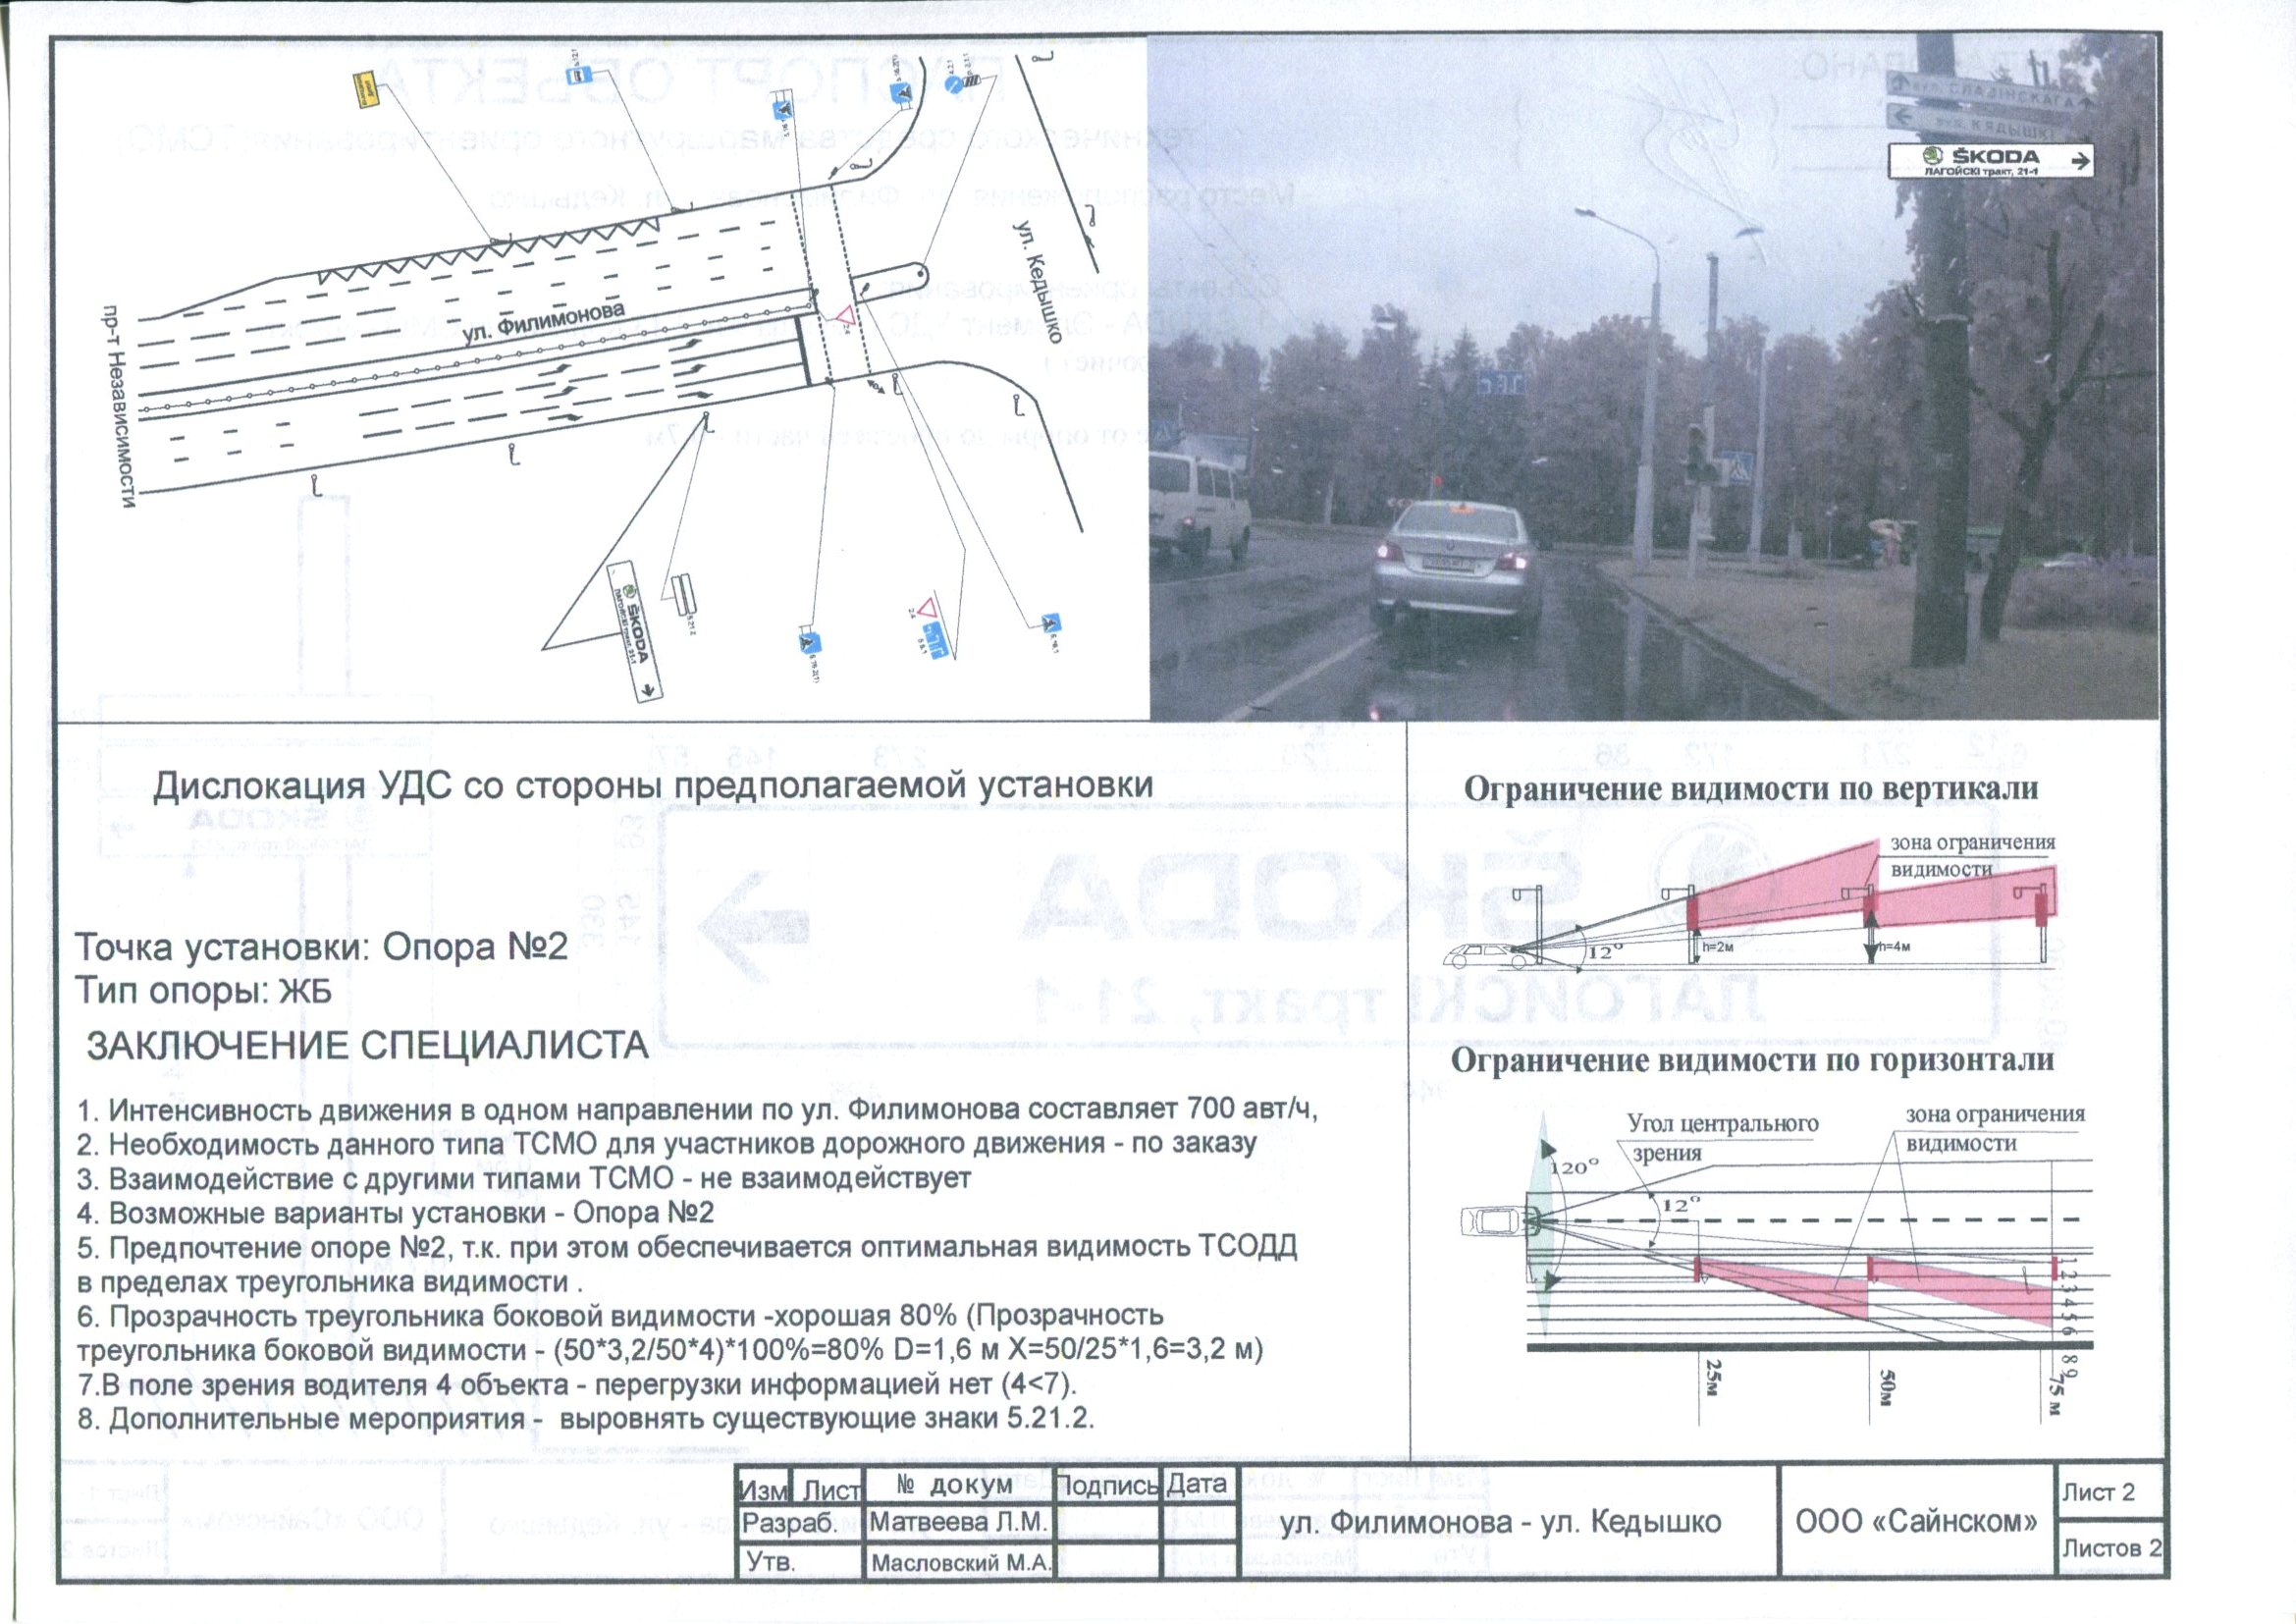 пр-т Независимости
ул. Филимонова
ул. Кедышко
ŠKODA
ЛАГОЙСКІ тракт, 21-1
5.21.2
2.4
вул. СЛАДІНСКАГА
вул. КЯДЫШКІ
ŠKODA
ЛАГОЙСКІ тракт, 21-1
Дислокация УДС со стороны предполагаемой установки
Точка установки: Опора №2
Тип опоры: ЖБ
ЗАКЛЮЧЕНИЕ СПЕЦИАЛИСТА
1. Интенсивность движения в одном направлении по ул. Филимонова составляет 700 авт/ч,
2. Необходимость данного типа ТСМО для участников дорожного движения - по заказу
3. Взаимодействие с другими типами ТСМО - не взаимодействует
4. Возможные варианты установки - Опора №2
5. Предпочтение опоре №2, т.к. при этом обеспечивается оптимальная видимость ТСОДД
в пределах треугольника видимости .
6. Прозрачность треугольника боковой видимости -хорошая 80% (Прозрачность
треугольника боковой видимости - (50*3,2/50*4)*100%=80% D=1,6 м X=50/25*1,6=3,2 м)
7.В поле зрения водителя 4 объекта - перегрузки информацией нет (4<7).
8. Дополнительные мероприятия - выровнять существующие знаки 5.21.2.
Ограничение видимости по вертикали
зона ограничения
видимости
12°
h=2м
h=4м
Ограничение видимости по горизонтали
Угол центрального
зрения
зона ограничения
видимости
120°
12°
1 2 3 4 5 6 8 9
25м
50м
75 м
Изм Лист № докум Подпись Дата
Разраб. Матвеева Л.М.
Утв. Масловский М.А.
ул. Филимонова - ул. Кедышко
ООО «Сайнском»
Лист 2
Листов 2